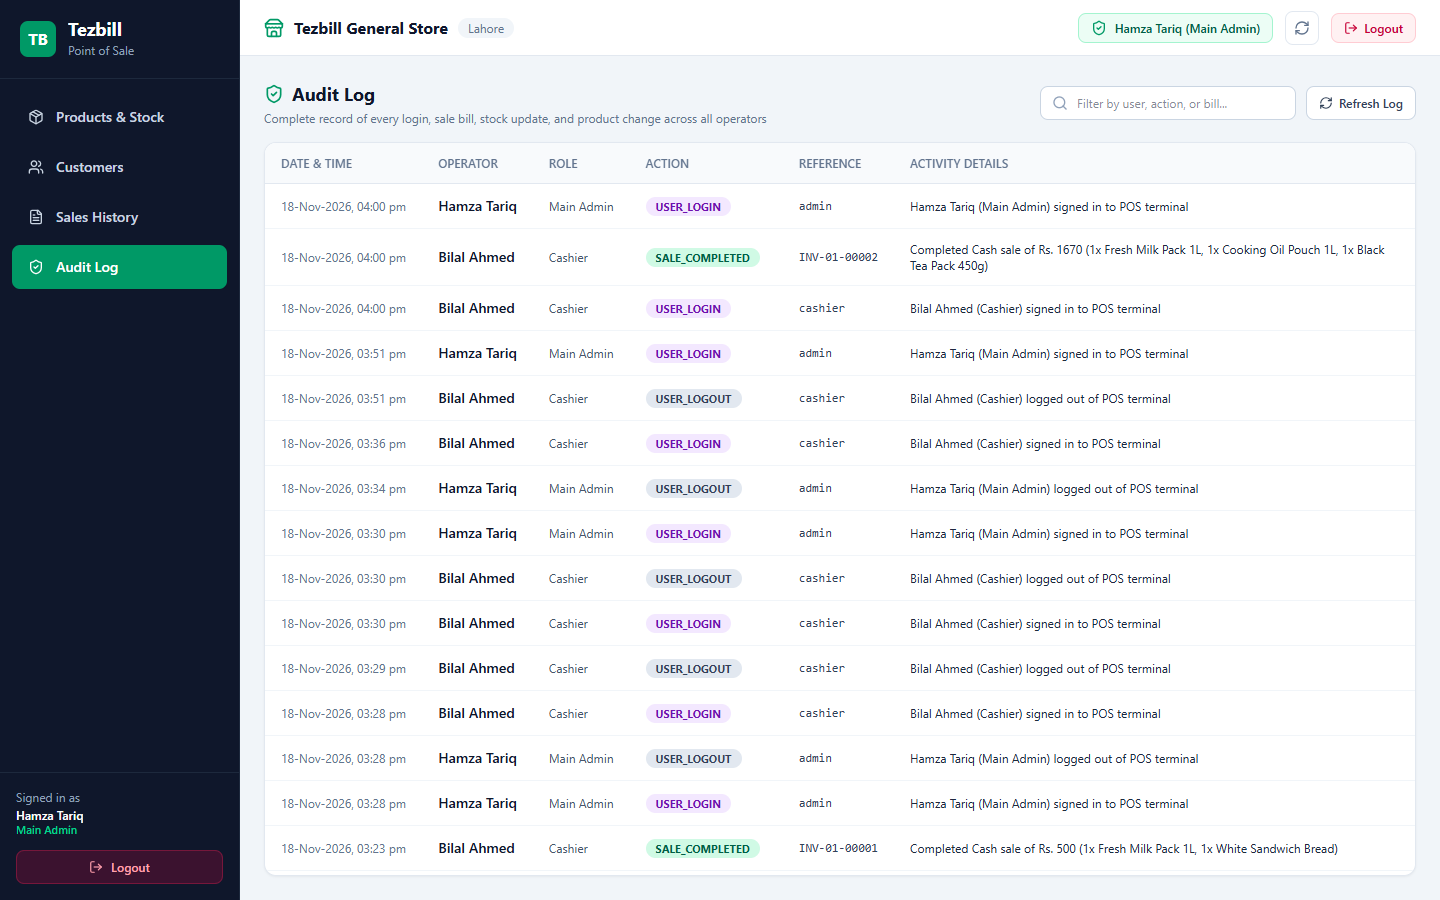 TB
Tezbill
Point of Sale
Products & Stock
Customers
Sales History
Audit Log
Signed in as
Hamza Tariq
Main Admin
Logout
Tezbill General Store Lahore
Hamza Tariq (Main Admin)
Logout
Audit Log
Complete record of every login, sale bill, stock update, and product change across all operators
Filter by user, action, or bill...
Refresh Log
DATE & TIME OPERATOR ROLE ACTION REFERENCE ACTIVITY DETAILS
18-Nov-2026, 04:00 pm Hamza Tariq Main Admin USER_LOGIN admin Hamza Tariq (Main Admin) signed in to POS terminal
18-Nov-2026, 04:00 pm Bilal Ahmed Cashier SALE_COMPLETED INV-01-00002 Completed Cash sale of Rs. 1670 (1x Fresh Milk Pack 1L, 1x Cooking Oil Pouch 1L, 1x Black
Tea Pack 450g)
18-Nov-2026, 04:00 pm Bilal Ahmed Cashier USER_LOGIN cashier Bilal Ahmed (Cashier) signed in to POS terminal
18-Nov-2026, 03:51 pm Hamza Tariq Main Admin USER_LOGIN admin Hamza Tariq (Main Admin) signed in to POS terminal
18-Nov-2026, 03:51 pm Bilal Ahmed Cashier USER_LOGOUT cashier Bilal Ahmed (Cashier) logged out of POS terminal
18-Nov-2026, 03:36 pm Bilal Ahmed Cashier USER_LOGIN cashier Bilal Ahmed (Cashier) signed in to POS terminal
18-Nov-2026, 03:34 pm Hamza Tariq Main Admin USER_LOGOUT admin Hamza Tariq (Main Admin) logged out of POS terminal
18-Nov-2026, 03:30 pm Hamza Tariq Main Admin USER_LOGIN admin Hamza Tariq (Main Admin) signed in to POS terminal
18-Nov-2026, 03:30 pm Bilal Ahmed Cashier USER_LOGOUT cashier Bilal Ahmed (Cashier) logged out of POS terminal
18-Nov-2026, 03:30 pm Bilal Ahmed Cashier USER_LOGIN cashier Bilal Ahmed (Cashier) signed in to POS terminal
18-Nov-2026, 03:29 pm Bilal Ahmed Cashier USER_LOGOUT cashier Bilal Ahmed (Cashier) logged out of POS terminal
18-Nov-2026, 03:28 pm Bilal Ahmed Cashier USER_LOGIN cashier Bilal Ahmed (Cashier) signed in to POS terminal
18-Nov-2026, 03:28 pm Hamza Tariq Main Admin USER_LOGOUT admin Hamza Tariq (Main Admin) logged out of POS terminal
18-Nov-2026, 03:28 pm Hamza Tariq Main Admin USER_LOGIN admin Hamza Tariq (Main Admin) signed in to POS terminal
18-Nov-2026, 03:23 pm Bilal Ahmed Cashier SALE_COMPLETED INV-01-00001 Completed Cash sale of Rs. 500 (1x Fresh Milk Pack 1L, 1x White Sandwich Bread)